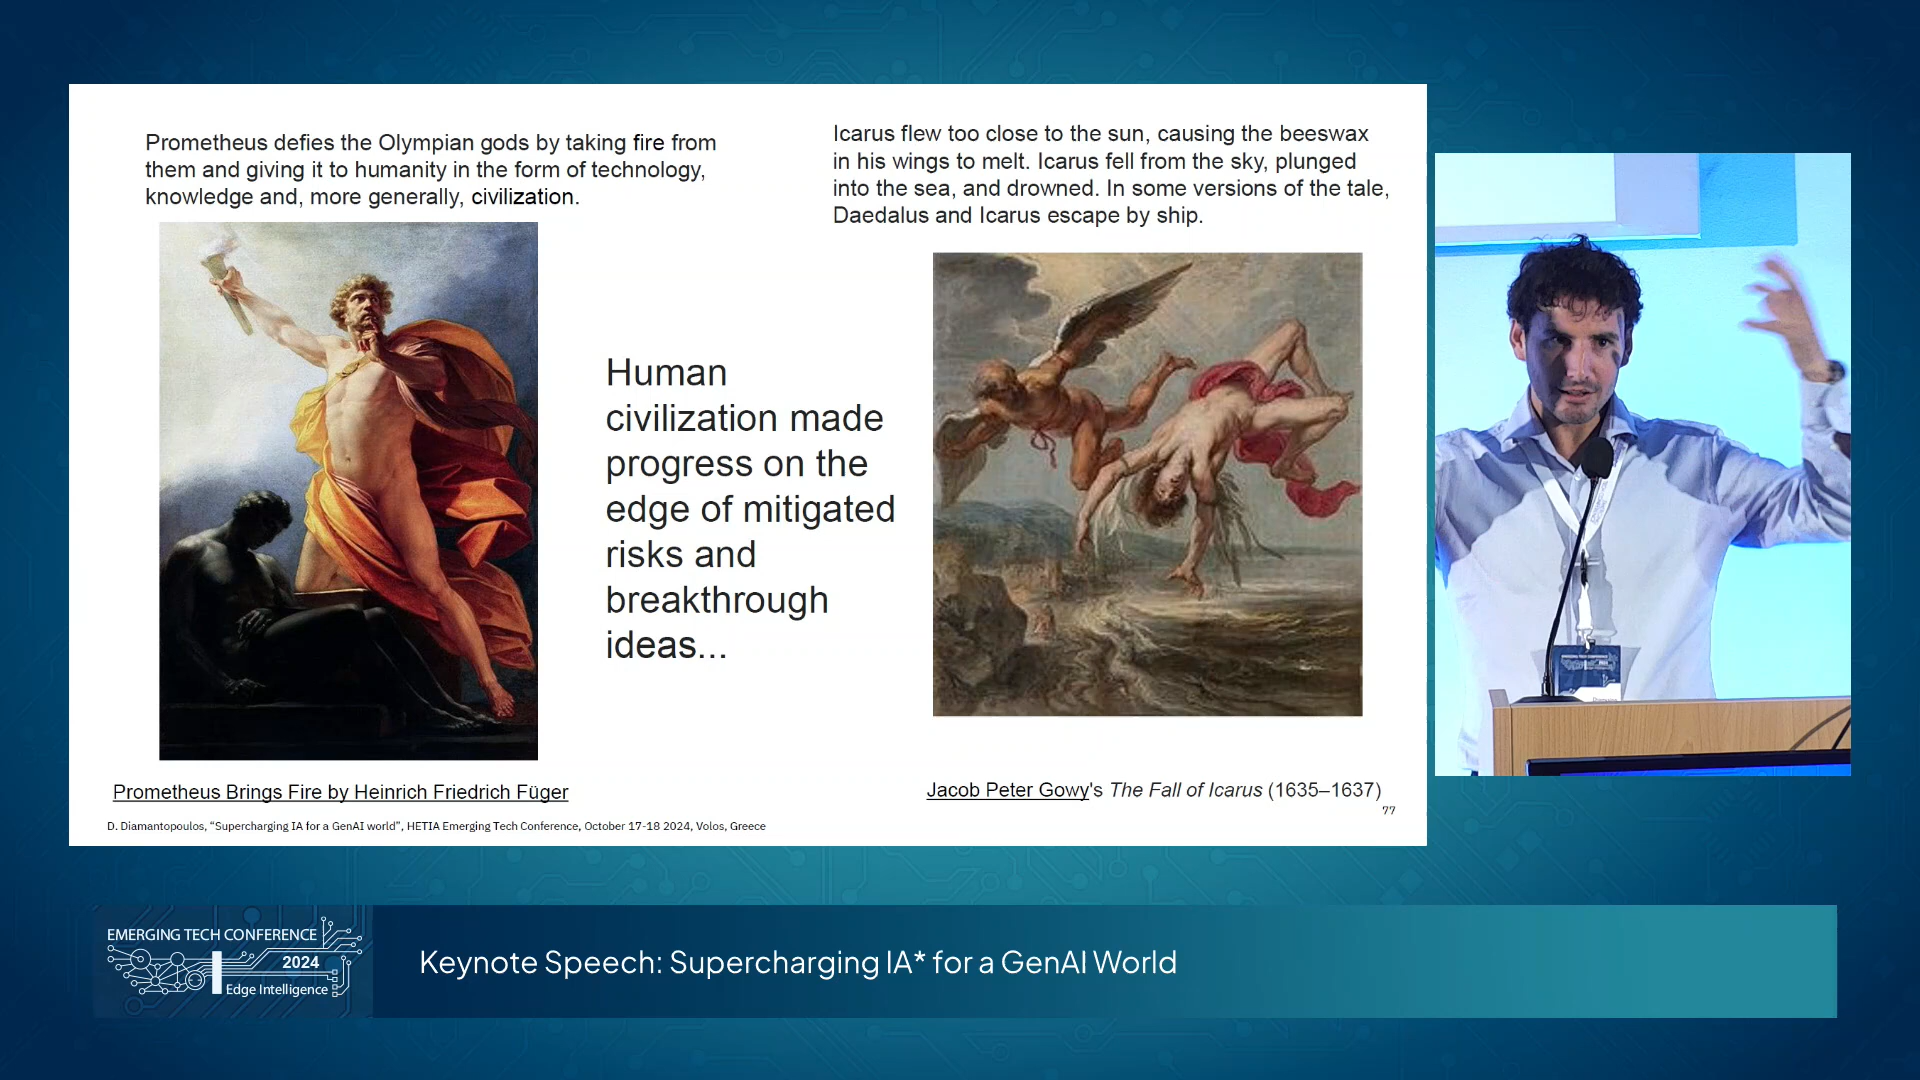 Prometheus defies the Olympian gods by taking fire from
them and giving it to humanity in the form of technology,
knowledge and, more generally, civilization.
Icarus flew too close to the sun, causing the beeswax
in his wings to melt. Icarus fell from the sky, plunged
into the sea, and drowned. In some versions of the tale,
Daedalus and Icarus escape by ship.
Human
civilization made
progress on the
edge of mitigated
risks and
breakthrough
ideas...
Prometheus Brings Fire by Heinrich Friedrich Füger
Jacob Peter Gowy's The Fall of Icarus (1635–1637)
77
D. Diamantopoulos, “Supercharging IA for a GenAI world”, HETIA Emerging Tech Conference, October 17-18 2024, Volos, Greece
EMERGING TECH CONFERENCE
2024
Edge Intelligence
Keynote Speech: Supercharging IA* for a GenAI World